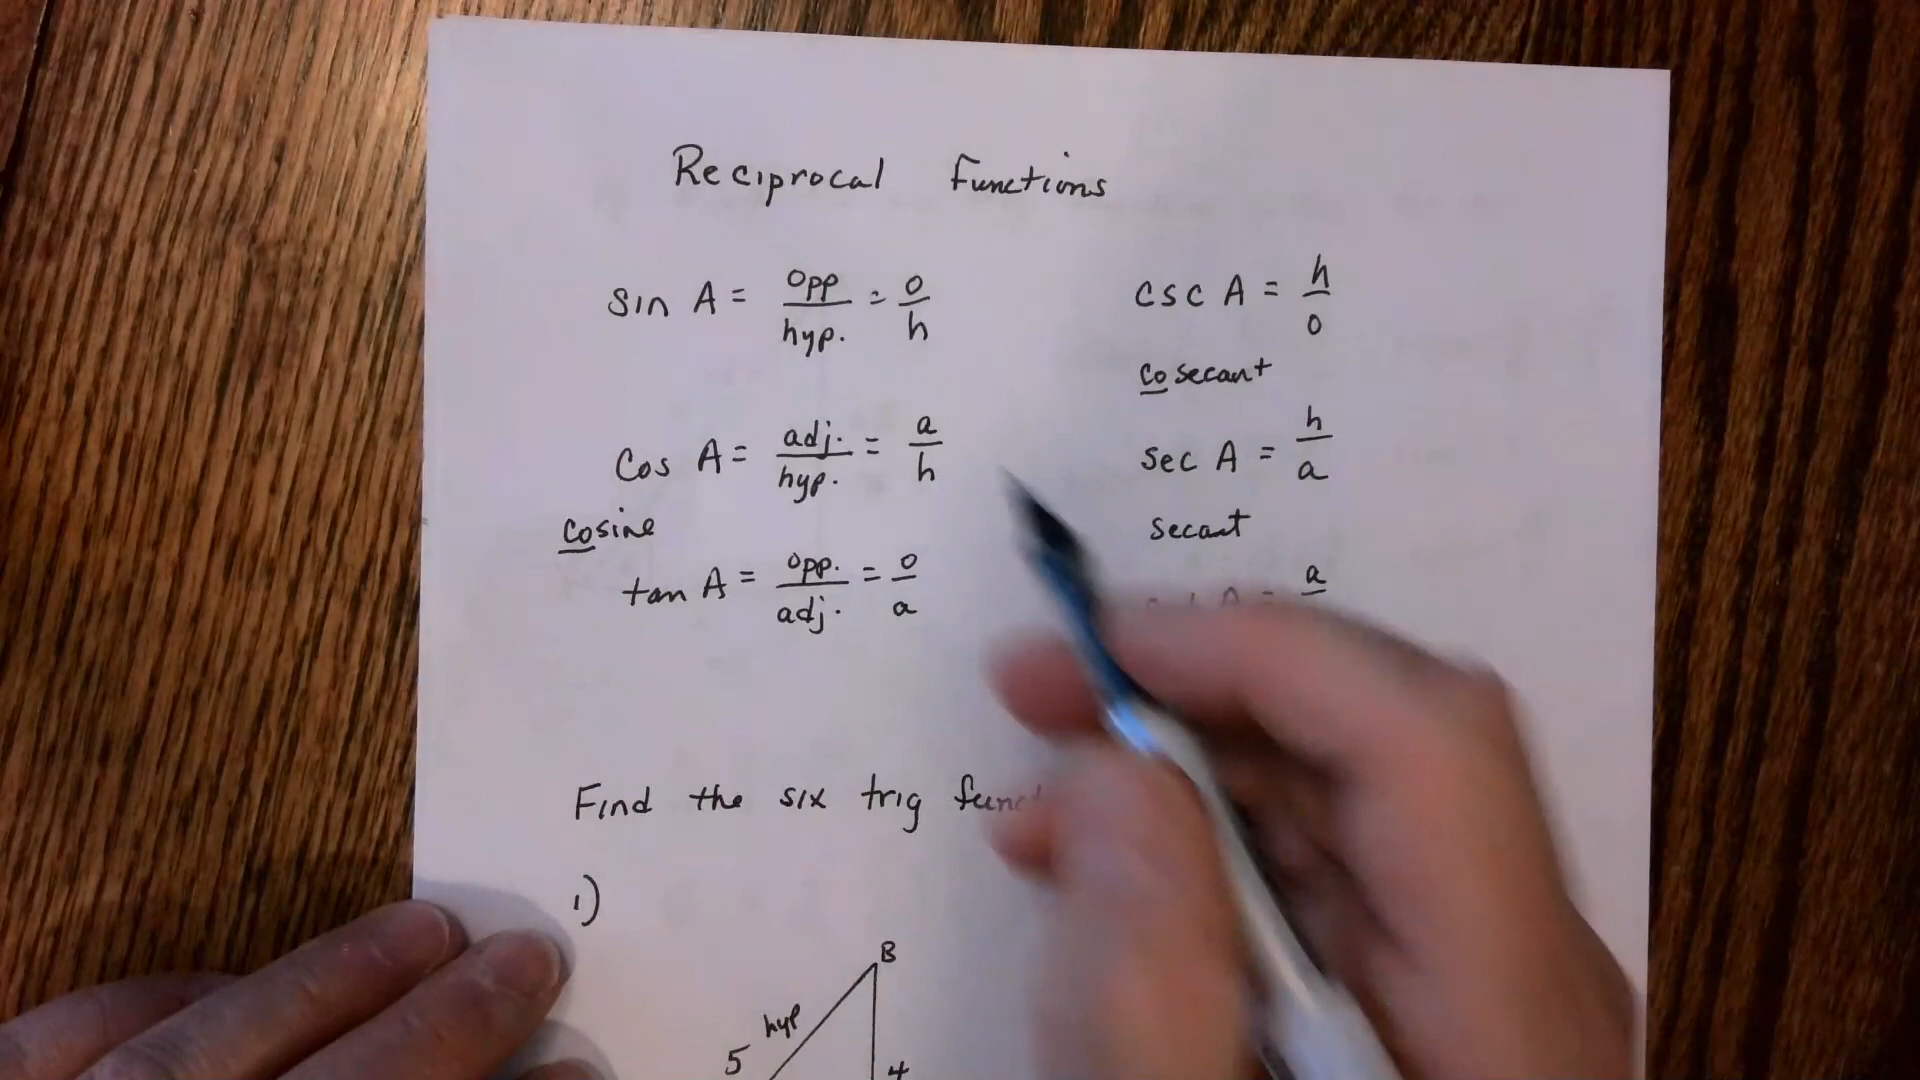 Reciprocal Functions
sin A = opp/hyp. = o/h
csc A = h/o
cosecant
cos A = adj./hyp. = a/h
sec A = h/a
cosine
secant
tan A = opp./adj. = o/a
A = a
Find the six trig
1)
B
hyp
5
4